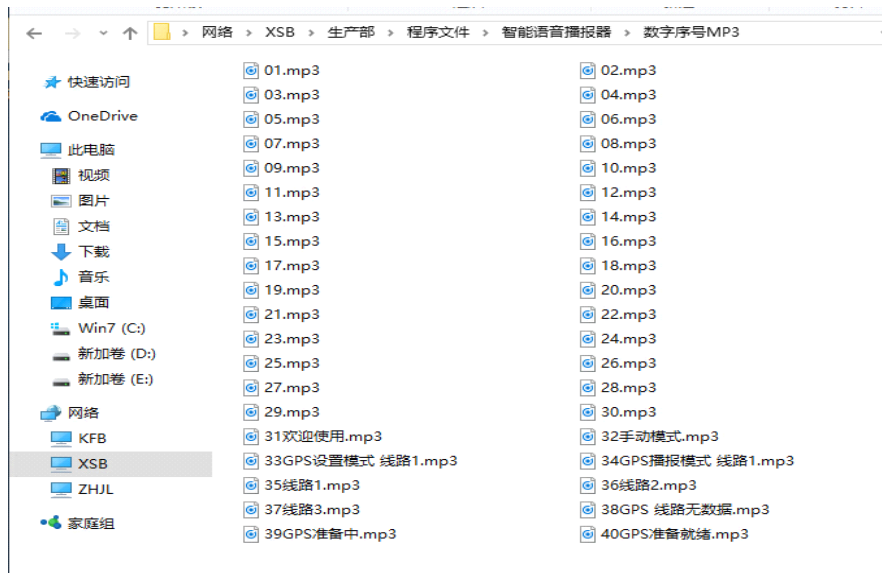 网络 > XSB > 生产部 > 程序文件 > 智能语音播报器 > 数字序号MP3
快速访问
OneDrive
此电脑
视频
图片
文档
下载
音乐
桌面
Win7 (C:)
新加卷 (D:)
新加卷 (E:)
网络
KFB
XSB
ZHJL
家庭组
01.mp3 02.mp3
03.mp3 04.mp3
05.mp3 06.mp3
07.mp3 08.mp3
09.mp3 10.mp3
11.mp3 12.mp3
13.mp3 14.mp3
15.mp3 16.mp3
17.mp3 18.mp3
19.mp3 20.mp3
21.mp3 22.mp3
23.mp3 24.mp3
25.mp3 26.mp3
27.mp3 28.mp3
29.mp3 30.mp3
31欢迎使用.mp3 32手动模式.mp3
33GPS设置模式 线路1.mp3 34GPS播报模式 线路1.mp3
35线路1.mp3 36线路2.mp3
37线路3.mp3 38GPS 线路无数据.mp3
39GPS准备中.mp3 40GPS准备就绪.mp3